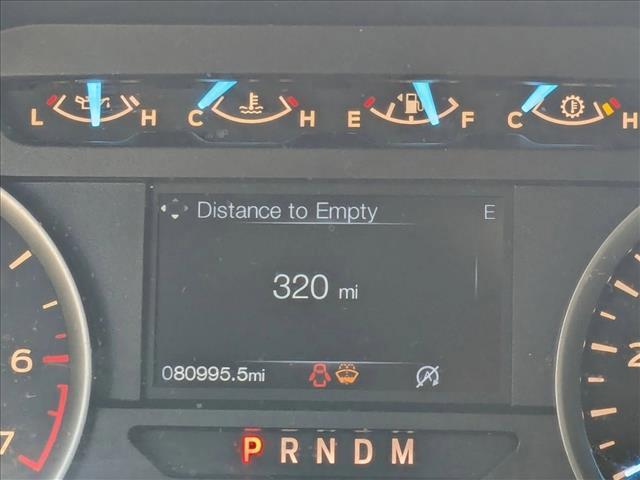 L H C H E F C H
Distance to Empty E
320 mi
080995.5mi
6
7
2
P R N D M